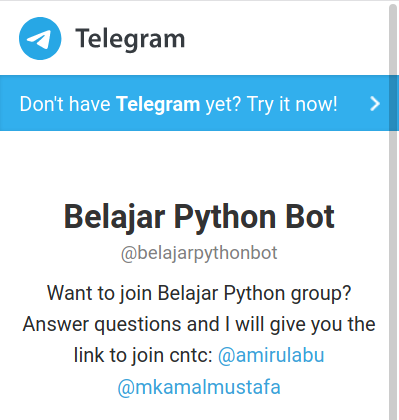 Telegram
Don't have Telegram yet? Try it now!
Belajar Python Bot
@belajarpythonbot
Want to join Belajar Python group?
Answer questions and I will give you the
link to join cntc: @amirulabu
@mkamalmustafa